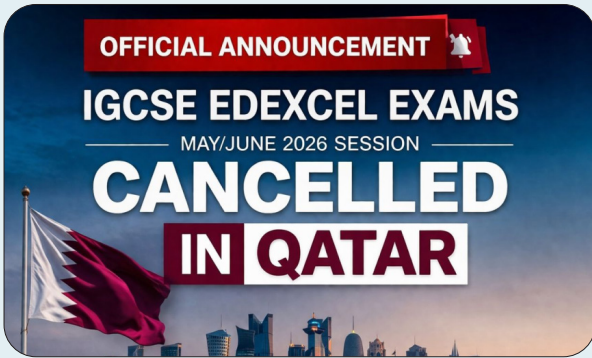 OFFICIAL ANNOUNCEMENT
IGCSE EDEXCEL EXAMS
MAY/JUNE 2026 SESSION
CANCELLED
IN QATAR